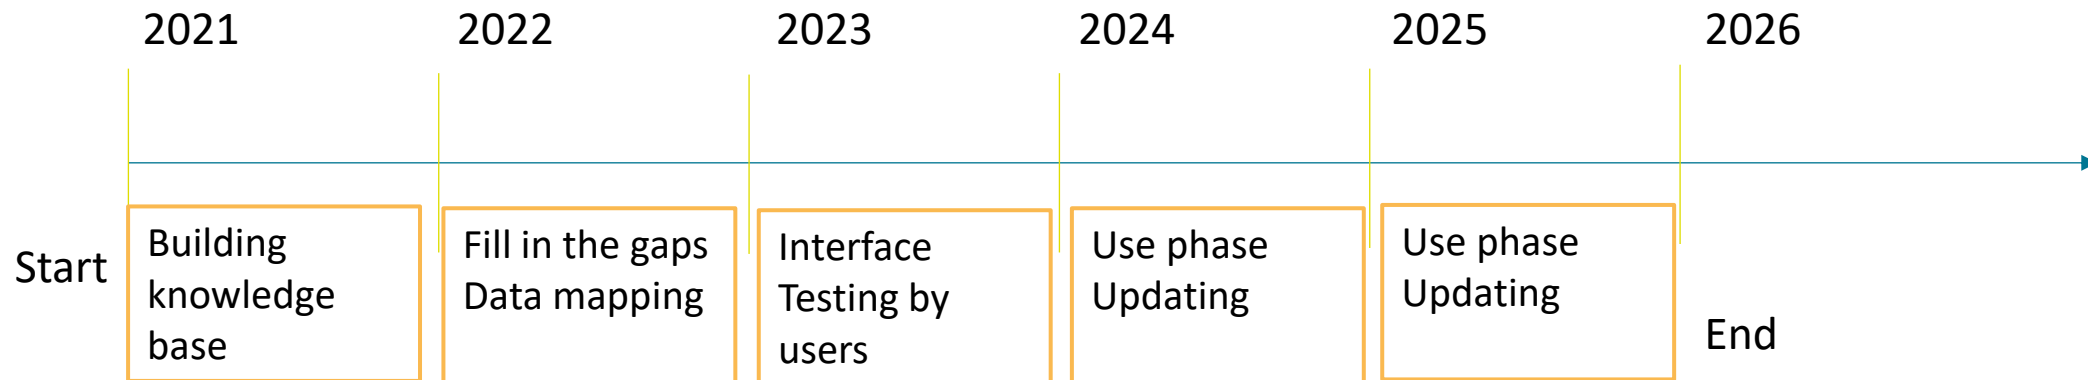 2021
2022
2023
2024
2025
2026
Start
Building
knowledge
base
Fill in the gaps
Data mapping
Interface
Testing by
users
Use phase
Updating
Use phase
Updating
End